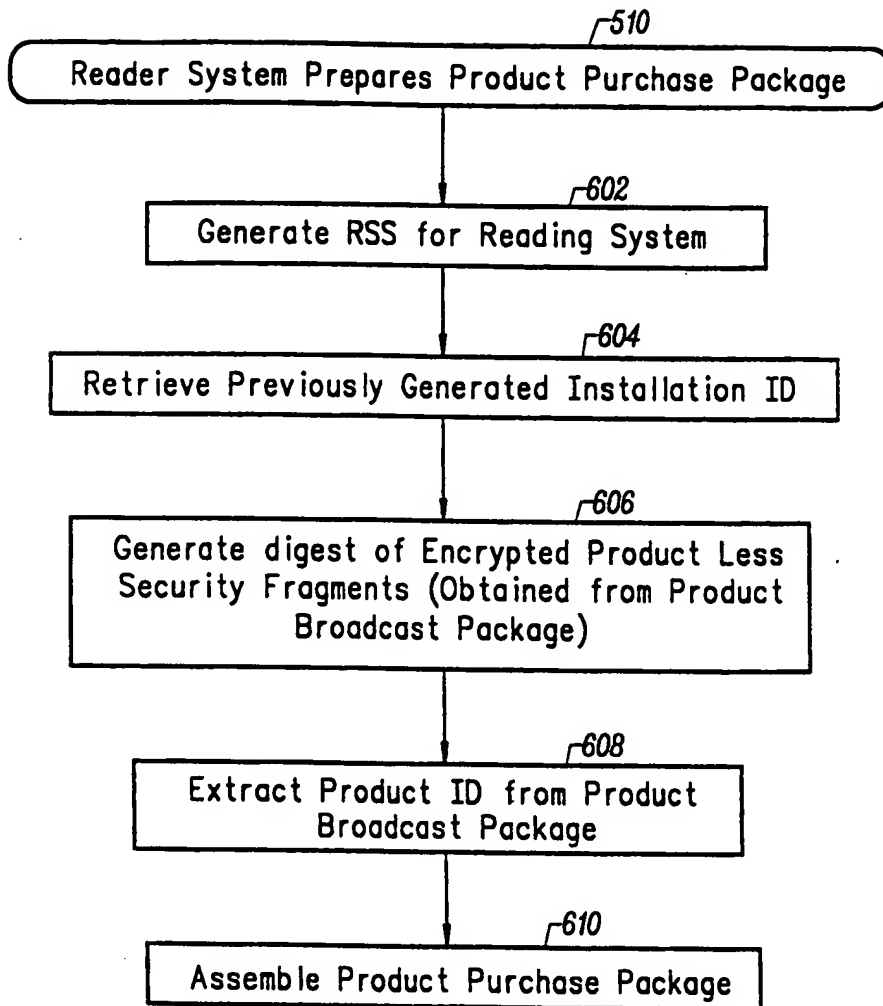 510
Reader System Prepares Product Purchase Package
602
Generate RSS for Reading System
604
Retrieve Previously Generated Installation ID
606
Generate digest of Encrypted Product Less
Security Fragments (Obtained from Product
Broadcast Package)
608
Extract Product ID from Product
Broadcast Package
610
Assemble Product Purchase Package